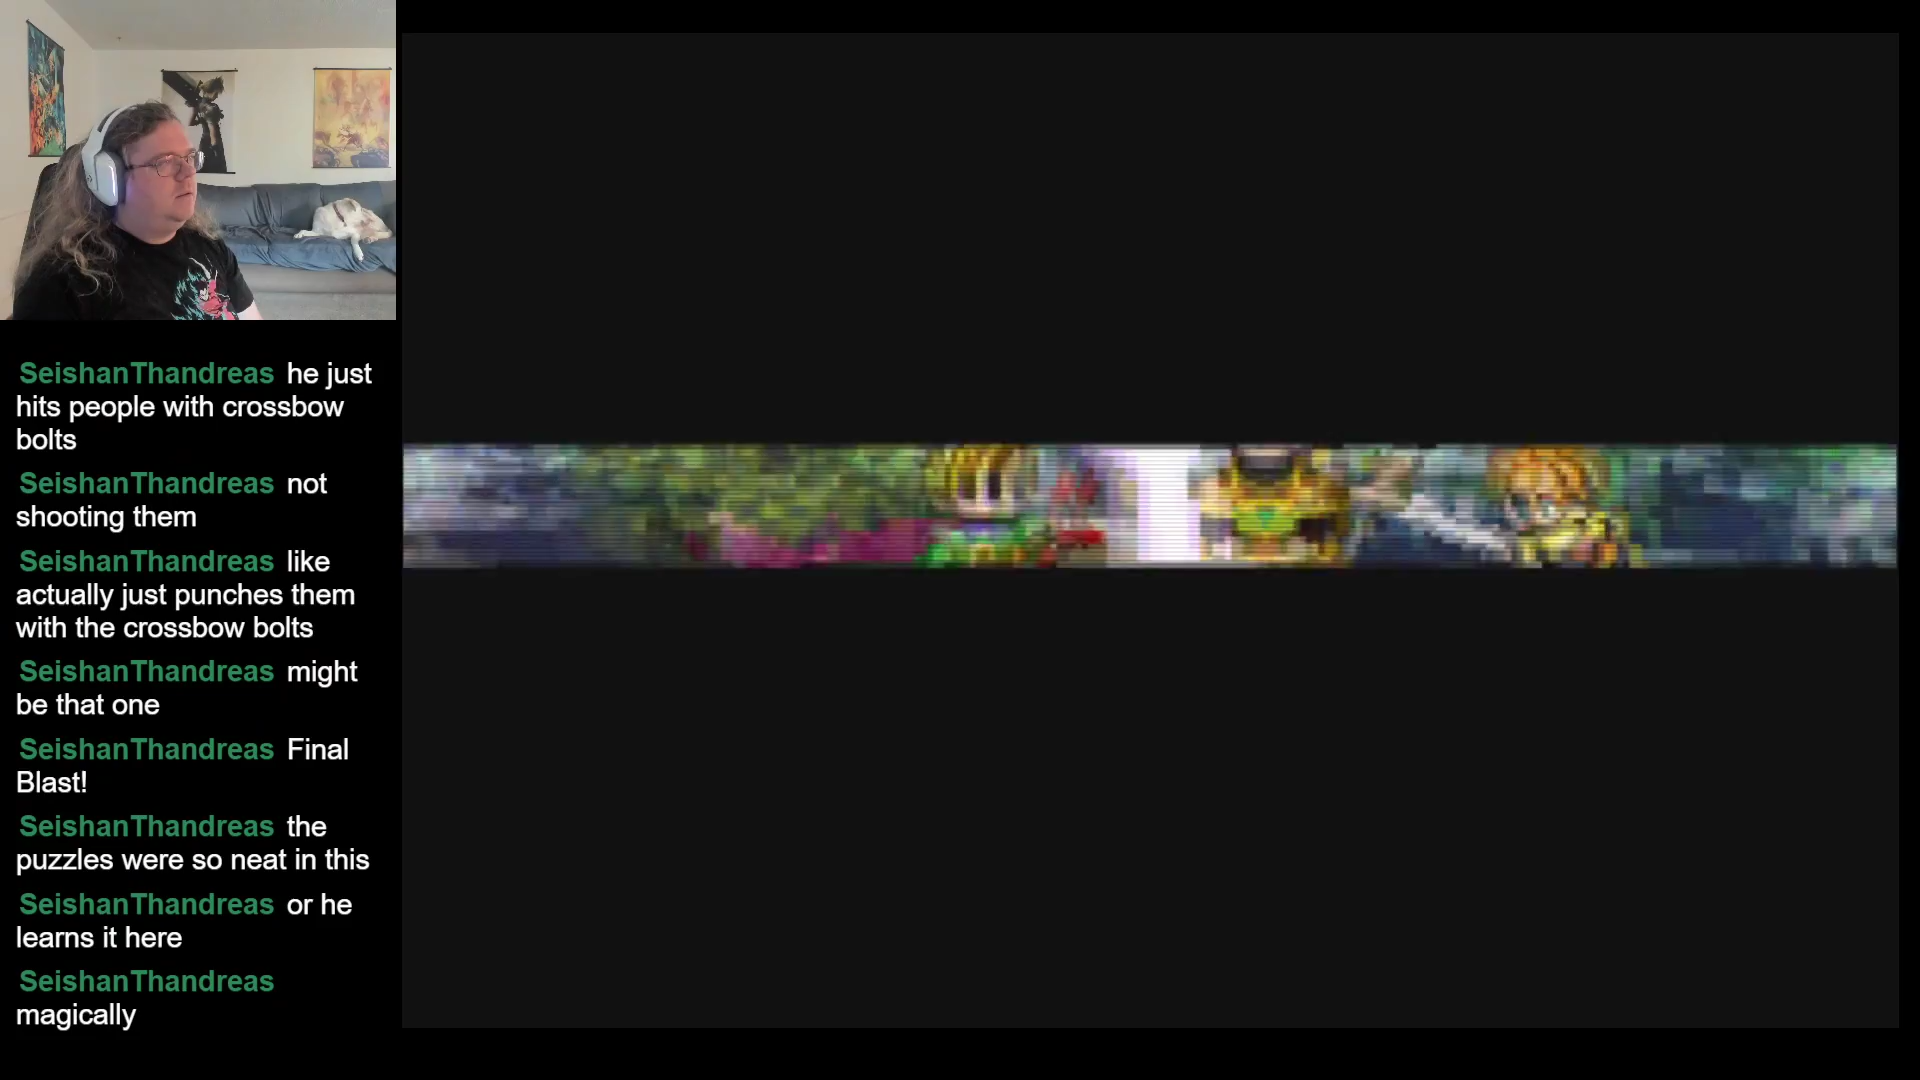 SeishanThandreas he just
hits people with crossbow
bolts
SeishanThandreas not
shooting them
SeishanThandreas like
actually just punches them
with the crossbow bolts
SeishanThandreas might
be that one
SeishanThandreas Final
Blast!
SeishanThandreas the
puzzles were so neat in this
SeishanThandreas or he
learns it here
SeishanThandreas
magically